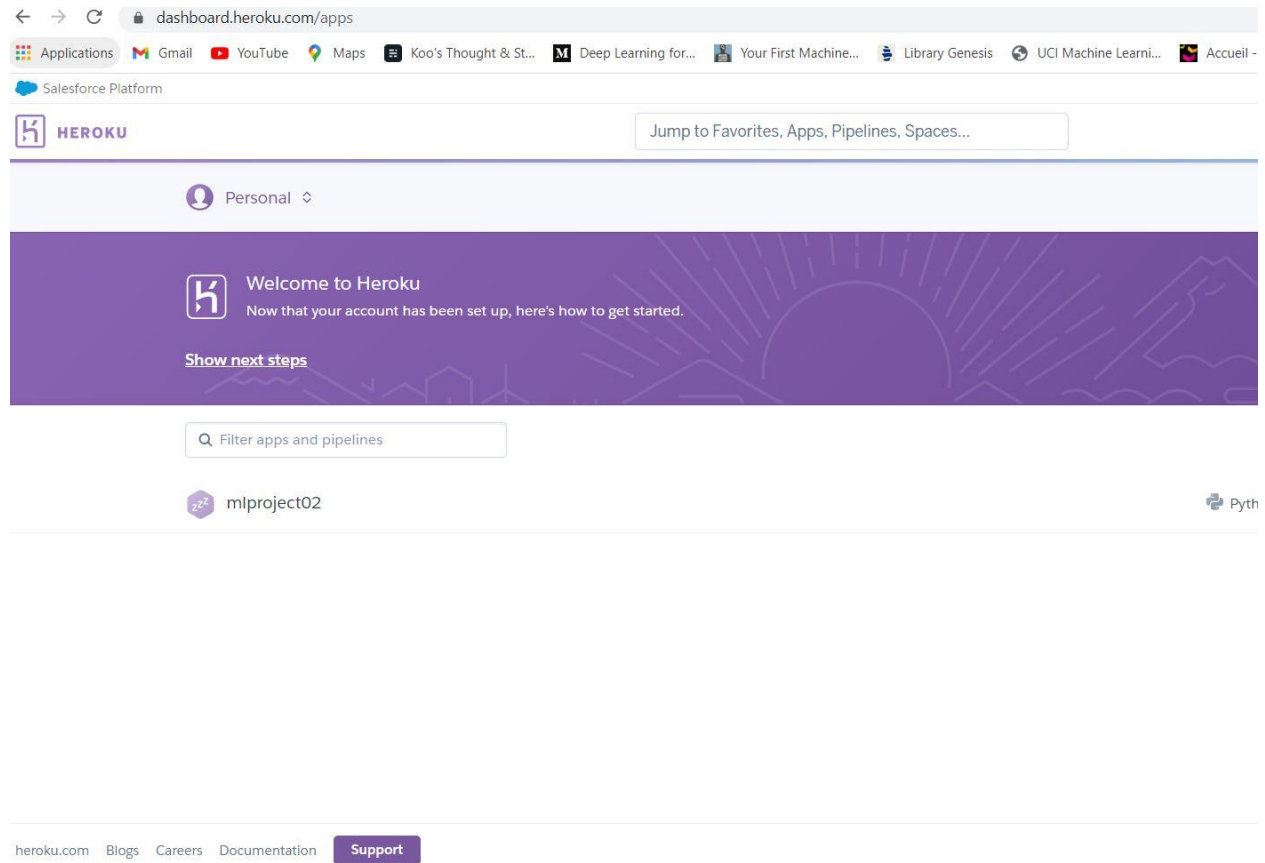 dashboard.heroku.com/apps
Applications Gmail YouTube Maps Koo's Thought & St... Deep Learning for... Your First Machine... Library Genesis UCI Machine Learni... Accueil -
Salesforce Platform
HEROKU Jump to Favorites, Apps, Pipelines, Spaces...
Personal
Welcome to Heroku
Now that your account has been set up, here's how to get started.
Show next steps
Filter apps and pipelines
zzz mlproject02 Pyth
heroku.com Blogs Careers Documentation Support